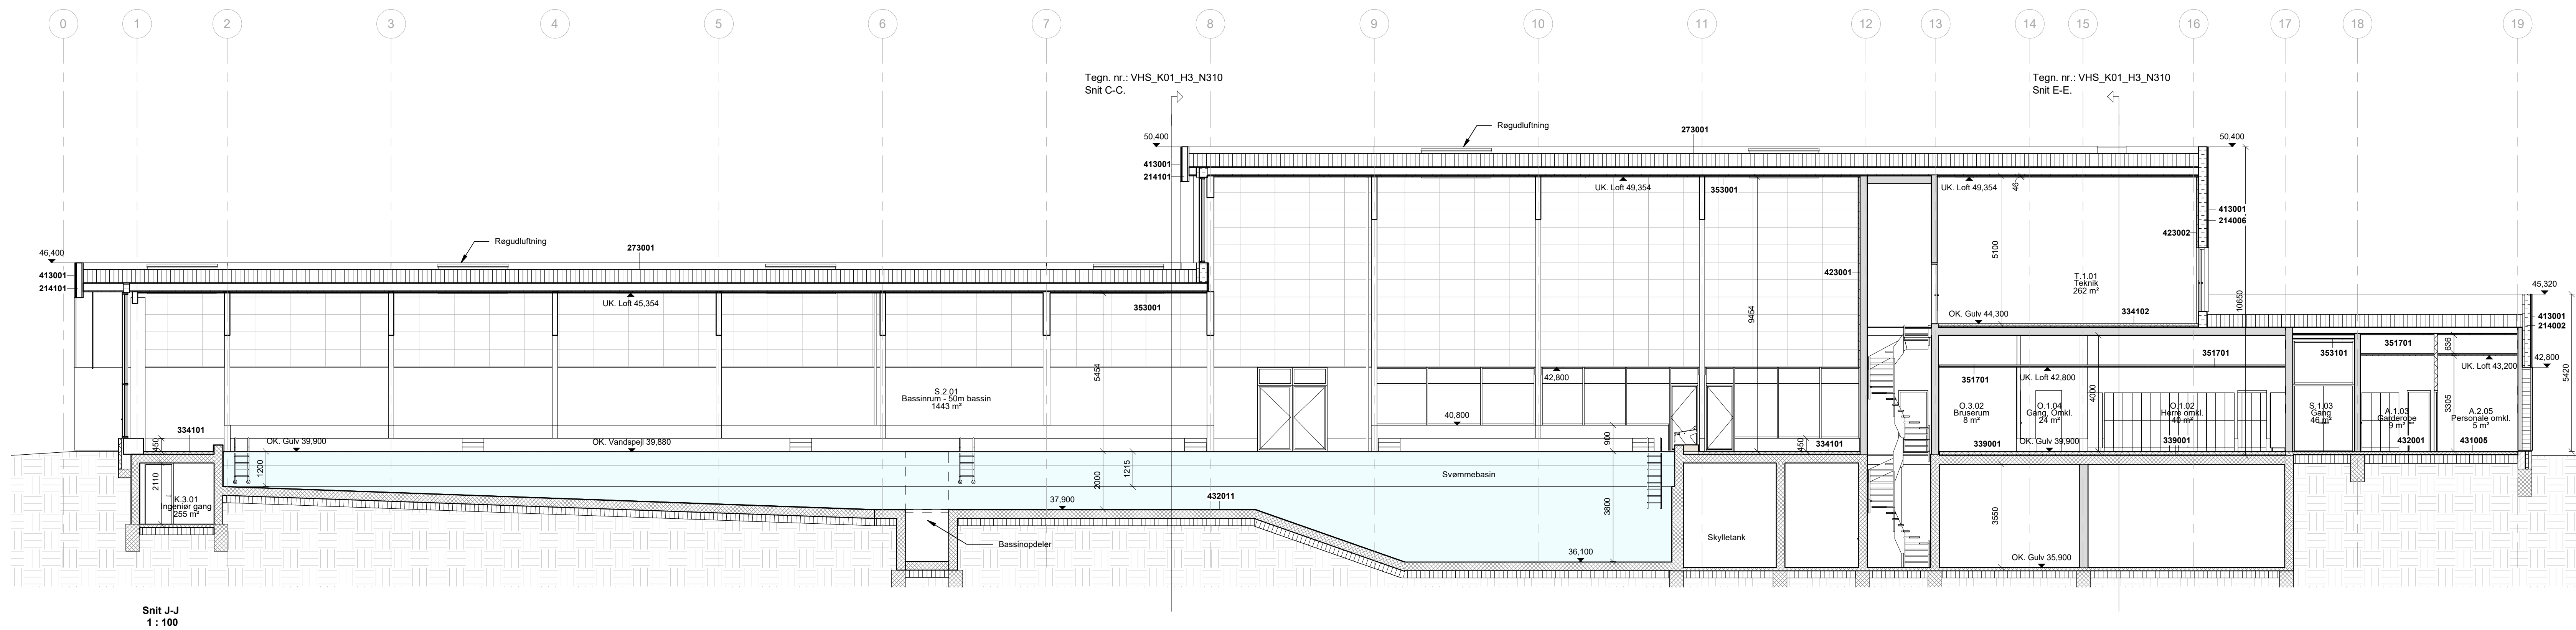 0 1 2 3 4 5 6 7 8 9 10 11 12 13 14 15 16 17 18 19
Tegn. nr.: VHS_K01_H3_N310
Snit C-C.
Tegn. nr.: VHS_K01_H3_N310
Snit E-E.
Røgudluftning
273001
50,400
50,400
413001
214101
UK. Loft 49,354
353001
UK. Loft 49,354
46
413001
214006
423002
Røgudluftning
273001
46,400
413001
214101
UK. Loft 45,354
353001
423001
5100
9454
T.1.01
Teknik
262 m²
10650
45,320
OK. Gulv 44,300
334102
413001
214002
351701
353101
351701
636
42,800
UK. Loft 43,200
5420
5454
42,800
351701
UK. Loft 42,800
4000
S.2.01
Bassinrum - 50m bassin
1443 m²
O.3.02
Bruserum
8 m²
O.1.04
Gang, Omkl.
24 m²
O.1.02
Herre omkl.
40 m²
S.1.03
Gang
46 m²
A.1.03
Garderobe
9 m²
3305
A.2.05
Personale omkl.
5 m²
40,800
900
334101
450
OK. Gulv 39,900
OK. Vandspejl 39,880
450
334101
339001
OK. Gulv 39,900
339001
432001
431005
1200
1215
2000
Svømmebasin
2110
K.3.01
Ingeniør gang
255 m²
37,900
432011
3800
Bassinopdeler
36,100
Skylletank
3550
OK. Gulv 35,900
Snit J-J
1 : 100